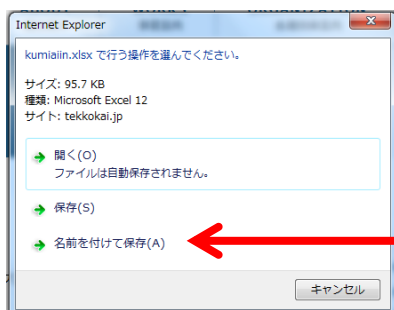 Internet Explorer
kumiaiin.xlsx で行う操作を選んでください。
サイズ: 95.7 KB
種類: Microsoft Excel 12
サイト: tekkokai.jp
開く(O)
ファイルは自動保存されません。
保存(S)
名前を付けて保存(A)
キャンセル